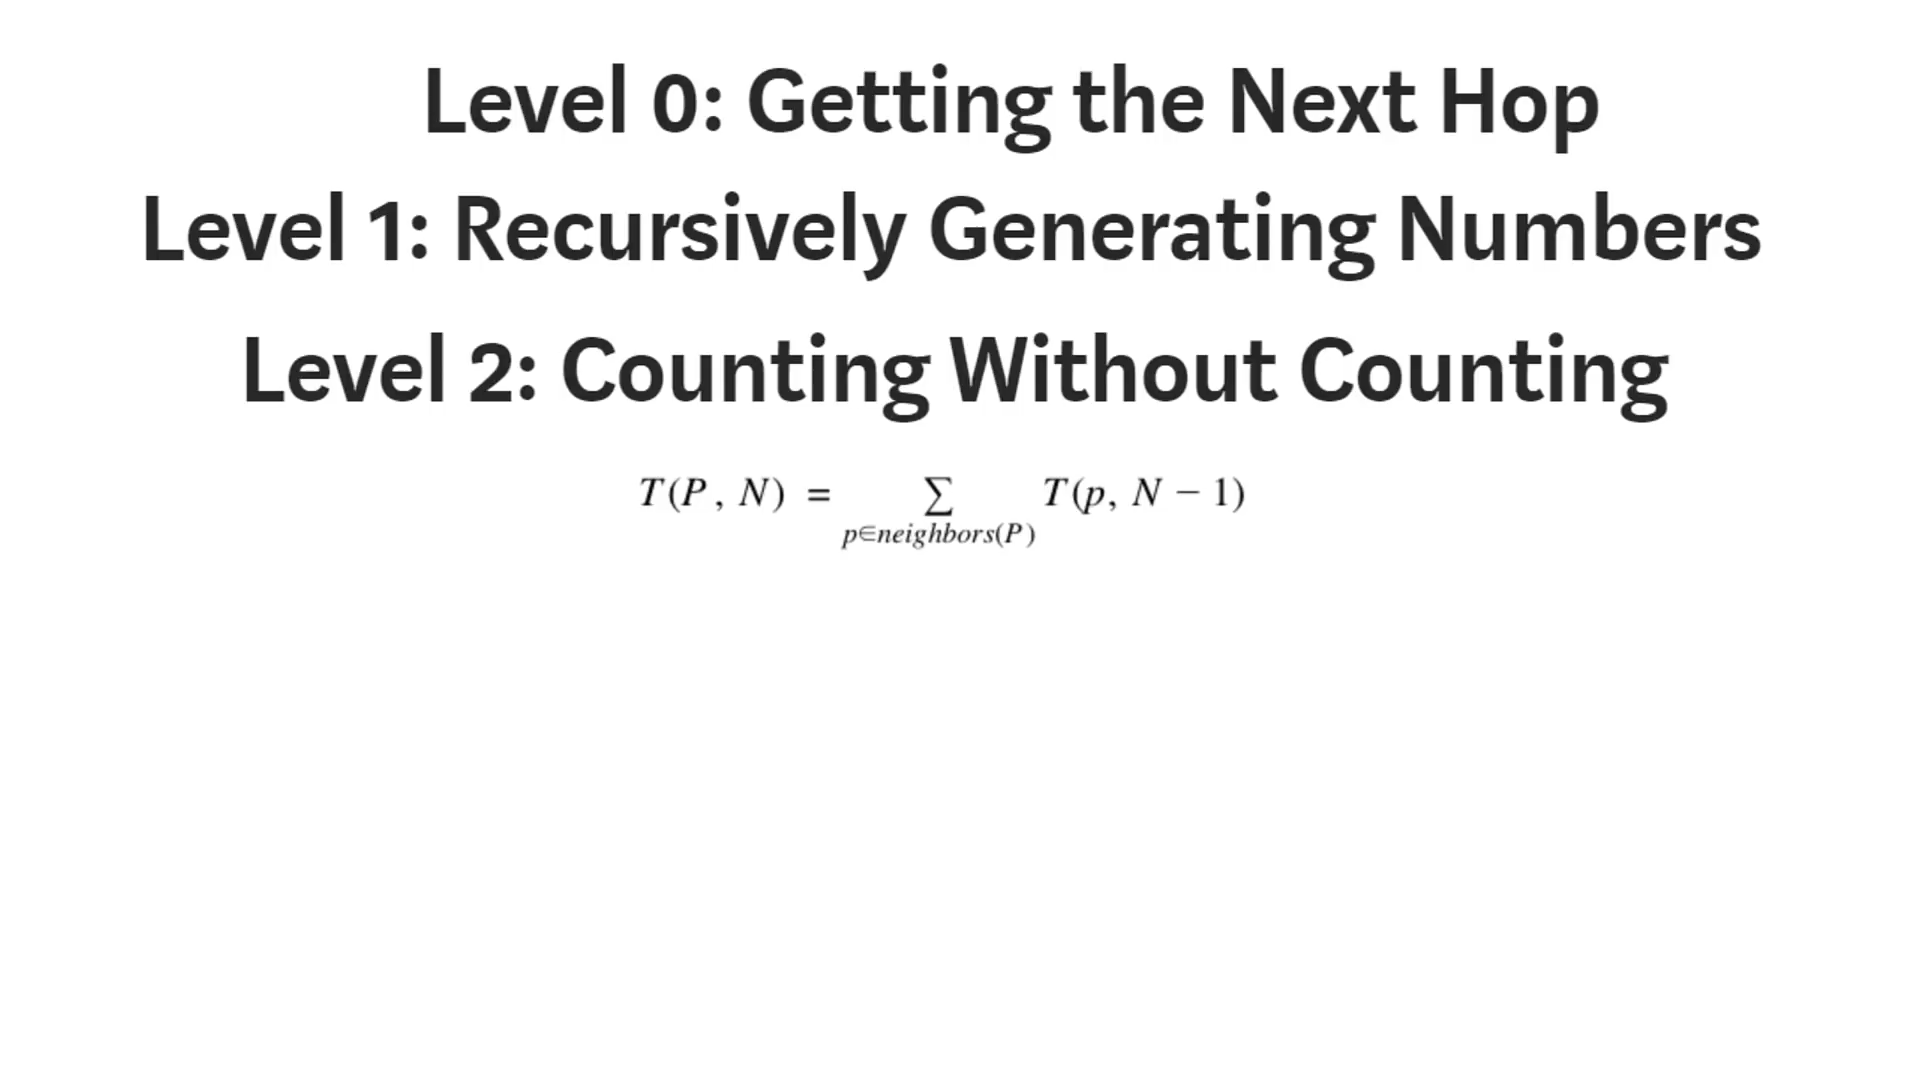 Level 0: Getting the Next Hop
Level 1: Recursively Generating Numbers
Level 2: Counting Without Counting
T(P, N) = ∑ T(p, N − 1)
p∈neighbors(P)